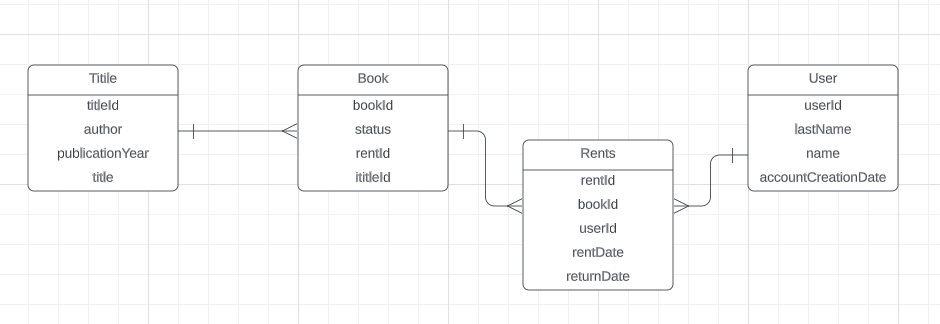 Titile
titleId
author
publicationYear
title
Book
bookId
status
rentId
ititleId
Rents
rentId
bookId
userId
rentDate
returnDate
User
userId
lastName
name
accountCreationDate